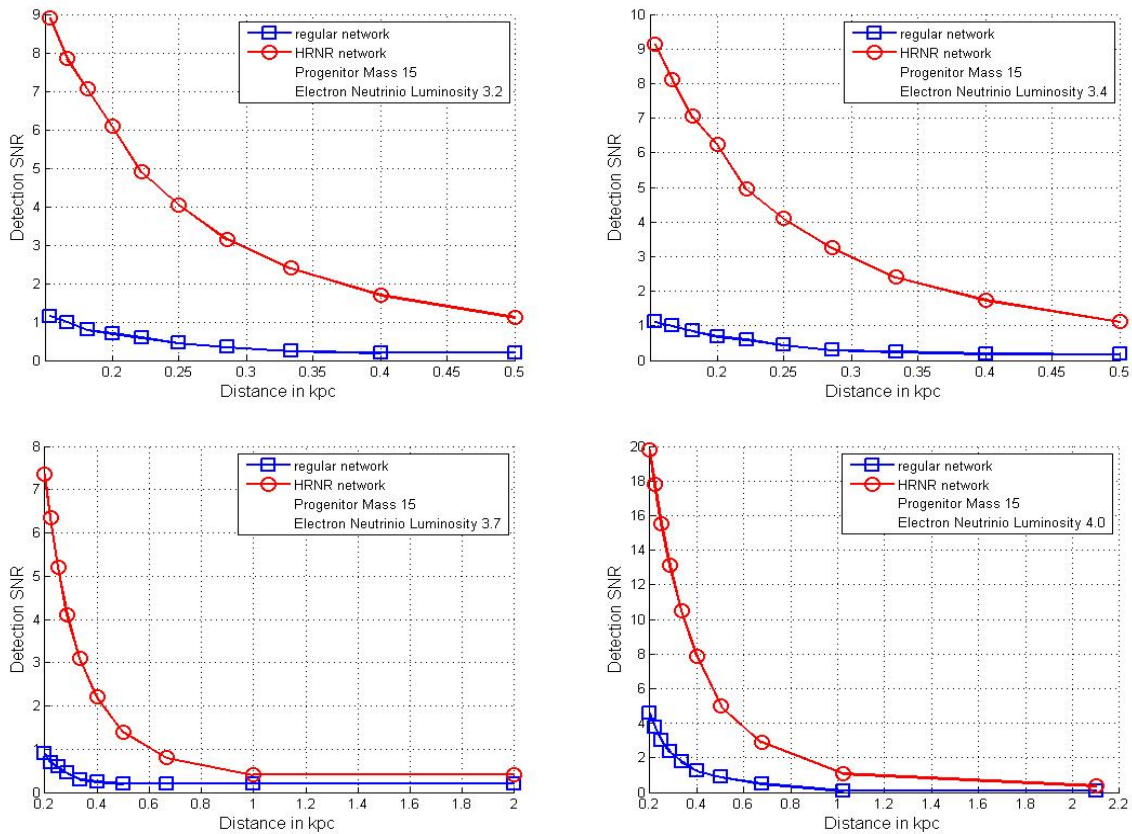 9
8
7
6
5
4
3
2
1
0
Detection SNR
regular network
HRNR network
Progenitor Mass 15
Electron Neutrinio Luminosity 3.2
0.2 0.25 0.3 0.35 0.4 0.45 0.5
Distance in kpc
10
9
8
7
6
5
4
3
2
1
0
Detection SNR
regular network
HRNR network
Progenitor Mass 15
Electron Neutrinio Luminosity 3.4
0.2 0.25 0.3 0.35 0.4 0.45 0.5
Distance in kpc
8
7
6
5
4
3
2
1
0
Detection SNR
regular network
HRNR network
Progenitor Mass 15
Electron Neutrinio Luminosity 3.7
0.2 0.4 0.6 0.8 1 1.2 1.4 1.6 1.8 2
Distance in kpc
20
18
16
14
12
10
8
6
4
2
0
Detection SNR
regular network
HRNR network
Progenitor Mass 15
Electron Neutrinio Luminosity 4.0
0.2 0.4 0.6 0.8 1 1.2 1.4 1.6 1.8 2 2.2
Distance in kpc